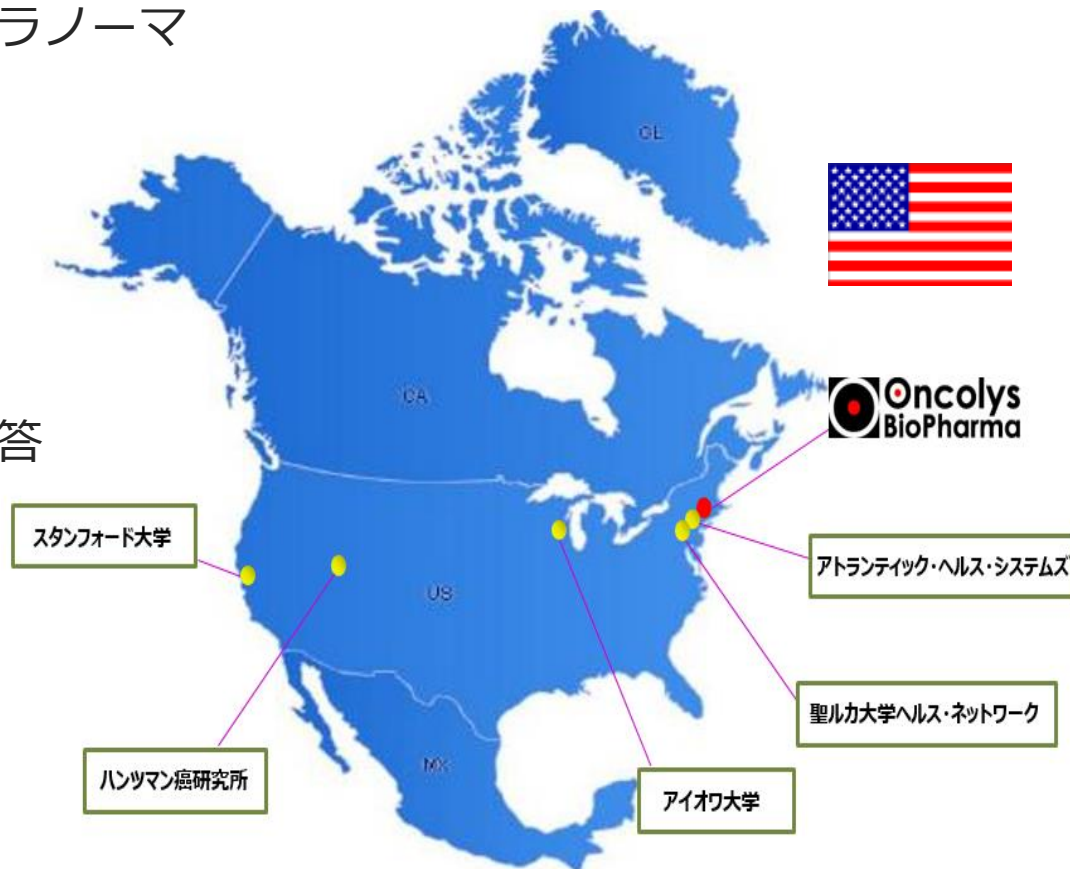 ラノーマ
GL
CA
Oncolys
BioPharma
答
スタンフォード大学
アトランティック・ヘルス・システムズ
US
聖ルカ大学ヘルス・ネットワーク
MX
ハンツマン癌研究所
アイオワ大学